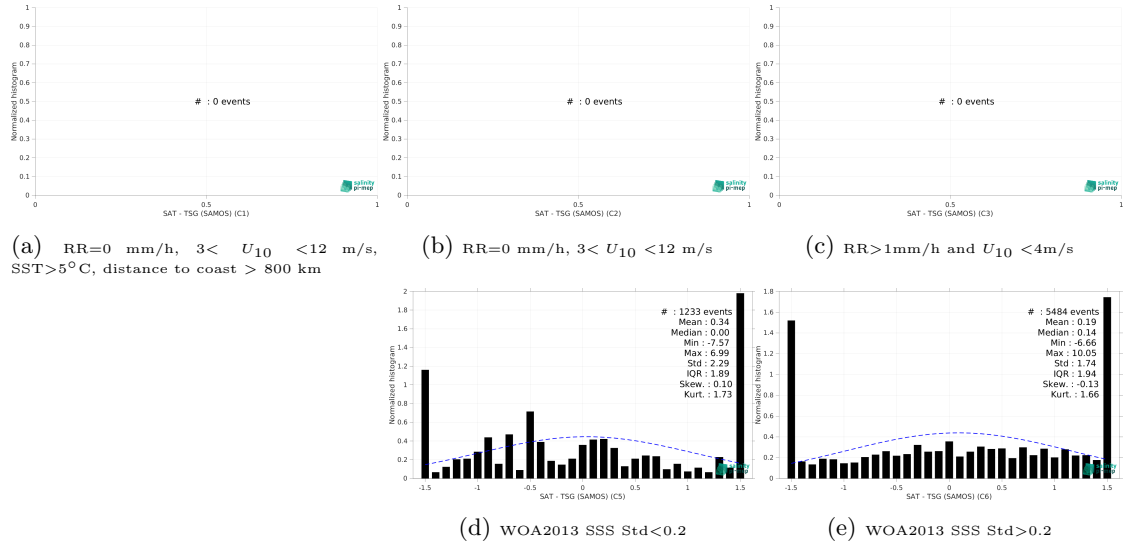 1
0.9
0.8
0.7
0.6
0.5
0.4
0.3
0.2
0.1
0
Normalized histogram
# : 0 events
salinity
pi-mep
0 0.5 1
SAT - TSG (SAMOS) (C1)
1
0.9
0.8
0.7
0.6
0.5
0.4
0.3
0.2
0.1
0
Normalized histogram
# : 0 events
salinity
pi-mep
0 0.5 1
SAT - TSG (SAMOS) (C2)
1
0.9
0.8
0.7
0.6
0.5
0.4
0.3
0.2
0.1
0
Normalized histogram
# : 0 events
salinity
pi-mep
0 0.5 1
SAT - TSG (SAMOS) (C3)
(a) RR=0 mm/h, 3< U10 <12 m/s,
SST>5°C, distance to coast > 800 km
(b) RR=0 mm/h, 3< U10 <12 m/s
(c) RR>1mm/h and U10 <4m/s
2
1.8
1.6
1.4
1.2
1
0.8
0.6
0.4
0.2
0
Normalized histogram
# : 1233 events
Mean : 0.34
Median : 0.00
Min : -7.57
Max : 6.99
Std : 2.29
IQR : 1.89
Skew. : 0.10
Kurt. : 1.73
salinity
pi-mep
-1.5 -1 -0.5 0 0.5 1 1.5
SAT - TSG (SAMOS) (C5)
1.8
1.6
1.4
1.2
1
0.8
0.6
0.4
0.2
0
Normalized histogram
# : 5484 events
Mean : 0.19
Median : 0.14
Min : -6.66
Max : 10.05
Std : 1.74
IQR : 1.94
Skew. : -0.13
Kurt. : 1.66
salinity
pi-mep
-1.5 -1 -0.5 0 0.5 1 1.5
SAT - TSG (SAMOS) (C6)
(d) WOA2013 SSS Std<0.2
(e) WOA2013 SSS Std>0.2